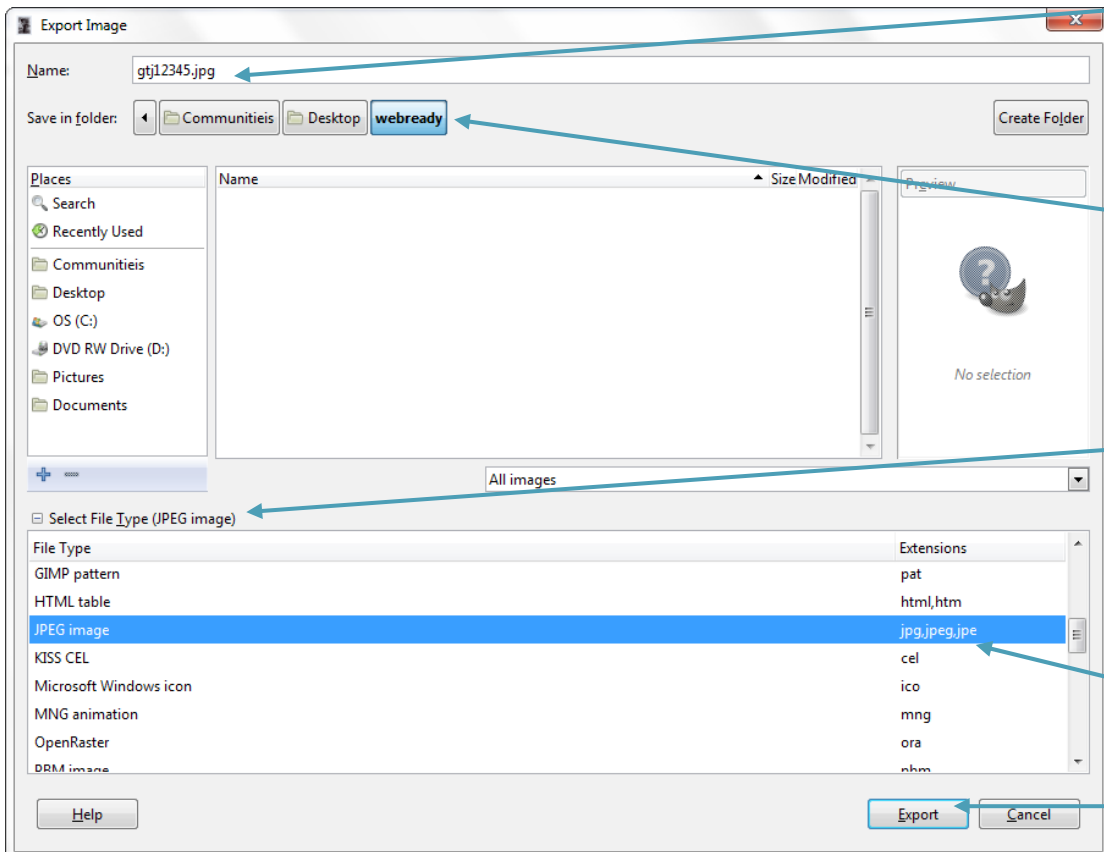 Export Image
Name: gtj12345.jpg
Save in folder: Communitieis Desktop webready Create Folder
Places Name Size Modified Preview
Search
Recently Used
Communitieis
Desktop
OS (C:)
DVD RW Drive (D:)
Pictures
Documents
No selection
All images
Select File Type (JPEG image)
File Type Extensions
GIMP pattern pat
HTML table html,htm
JPEG image jpg,jpeg,jpe
KISS CEL cel
Microsoft Windows icon ico
MNG animation mng
OpenRaster ora
PBM image pbm
Help Export Cancel